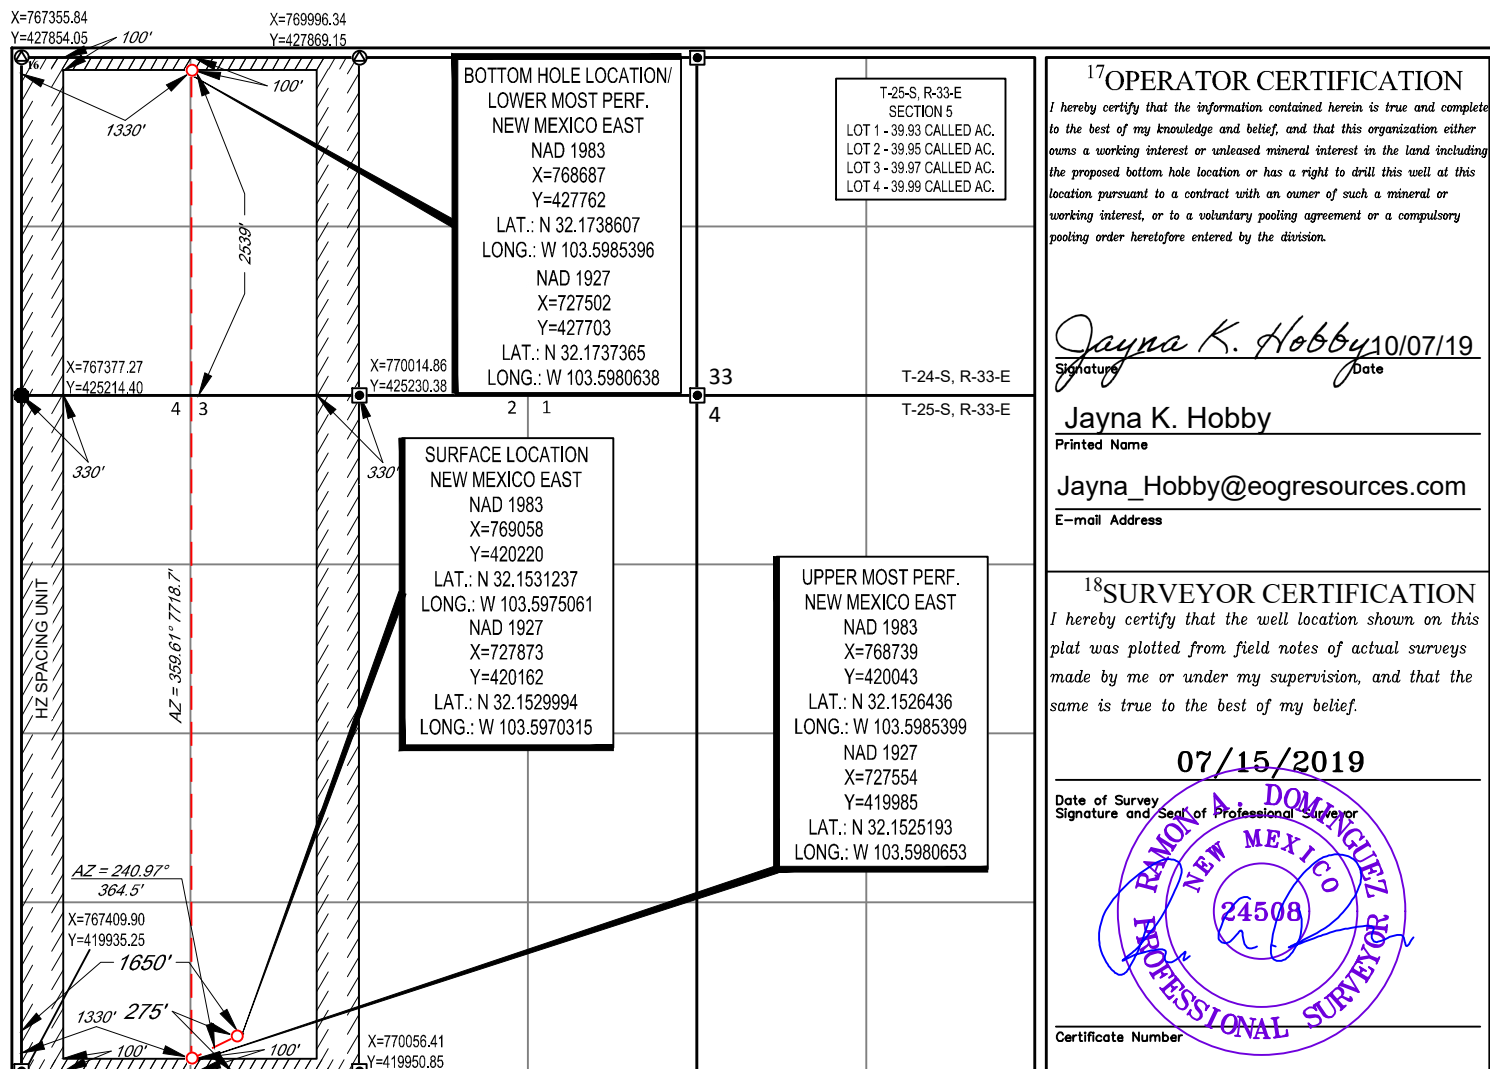 X=767355.84
Y=427854.05
100'
X=769996.34
Y=427869.15
16
100'
1330'
2539'
BOTTOM HOLE LOCATION/
LOWER MOST PERF.
NEW MEXICO EAST
NAD 1983
X=768687
Y=427762
LAT.: N 32.1738607
LONG.: W 103.5985396
NAD 1927
X=727502
Y=427703
LAT.: N 32.1737365
LONG.: W 103.5980638
T-25-S, R-33-E
SECTION 5
LOT 1 - 39.93 CALLED AC.
LOT 2 - 39.95 CALLED AC.
LOT 3 - 39.97 CALLED AC.
LOT 4 - 39.99 CALLED AC.
X=767377.27
Y=425214.40
X=770014.86
Y=425230.38
33
T-24-S, R-33-E
4 3
2 1
4
T-25-S, R-33-E
330'
330'
SURFACE LOCATION
NEW MEXICO EAST
NAD 1983
X=769058
Y=420220
LAT.: N 32.1531237
LONG.: W 103.5975061
NAD 1927
X=727873
Y=420162
LAT.: N 32.1529994
LONG.: W 103.5970315
UPPER MOST PERF.
NEW MEXICO EAST
NAD 1983
X=768739
Y=420043
LAT.: N 32.1526436
LONG.: W 103.5985399
NAD 1927
X=727554
Y=419985
LAT.: N 32.1525193
LONG.: W 103.5980653
HZ SPACING UNIT
AZ = 359.61° 7718.7'
AZ = 240.97°
364.5'
X=767409.90
Y=419935.25
1650'
1330'
275'
100'
100'
X=770056.41
Y=419950.85
17 OPERATOR CERTIFICATION
I hereby certify that the information contained herein is true and complete
to the best of my knowledge and belief, and that this organization either
owns a working interest or unleased mineral interest in the land including
the proposed bottom hole location or has a right to drill this well at this
location pursuant to a contract with an owner of such a mineral or
working interest, or to a voluntary pooling agreement or a compulsory
pooling order heretofore entered by the division.
Jayna K. Hobby 10/07/19
Signature Date
Jayna K. Hobby
Printed Name
Jayna_Hobby@eogresources.com
E-mail Address
18 SURVEYOR CERTIFICATION
I hereby certify that the well location shown on this
plat was plotted from field notes of actual surveys
made by me or under my supervision, and that the
same is true to the best of my belief.
07/15/2019
Date of Survey
Signature and Seal of Professional Surveyor
RAMON A. DOMINGUEZ
NEW MEXICO
24508
PROFESSIONAL SURVEYOR
Certificate Number